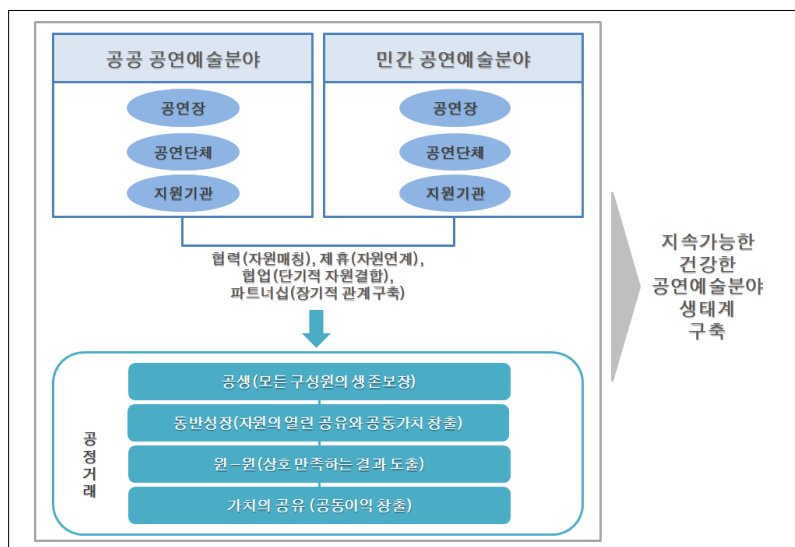 공공 공연예술분야
공연장
공연단체
지원기관
민간 공연예술분야
공연장
공연단체
지원기관
협력(자원매칭), 제휴(자원연계),
협업(단기적 자원결합),
파트너십(장기적 관계구축)
공정거래
공생(모든 구성원의 생존보장)
동반성장(자원의 열린 공유와 공동가치 창출)
윈–윈(상호 만족하는 결과 도출)
가치의 공유 (공동이익 창출)
지속가능한
건강한
공연예술분야
생태계
구축